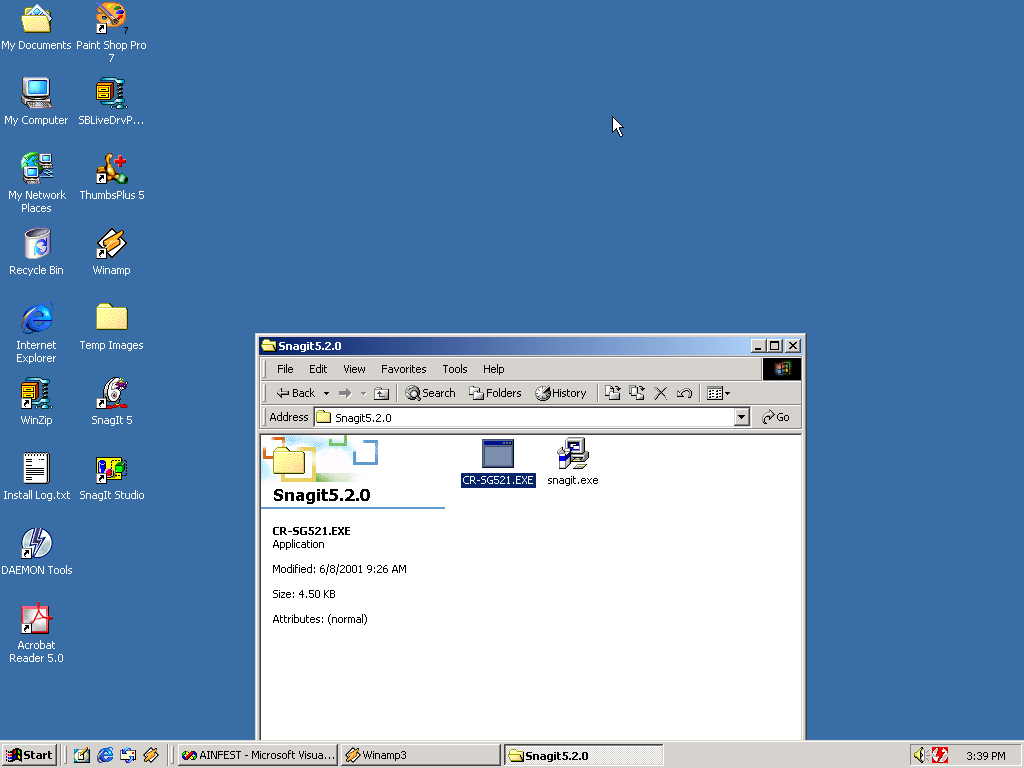 My Documents
Paint Shop Pro
7
My Computer
SBLiveDrvP...
My Network
Places
ThumbsPlus 5
Recycle Bin
Winamp
Internet
Explorer
Temp Images
WinZip
SnagIt 5
Install Log.txt
SnagIt Studio
DAEMON Tools
Acrobat
Reader 5.0
Snagit5.2.0
File Edit View Favorites Tools Help
Back Search Folders History
Address Snagit5.2.0 Go
Snagit5.2.0
CR-SG521.EXE
Application
Modified: 6/8/2001 9:26 AM
Size: 4.50 KB
Attributes: (normal)
CR-SG521.EXE snagit.exe
Start AINFEST - Microsoft Visua... Winamp3 Snagit5.2.0 3:39 PM